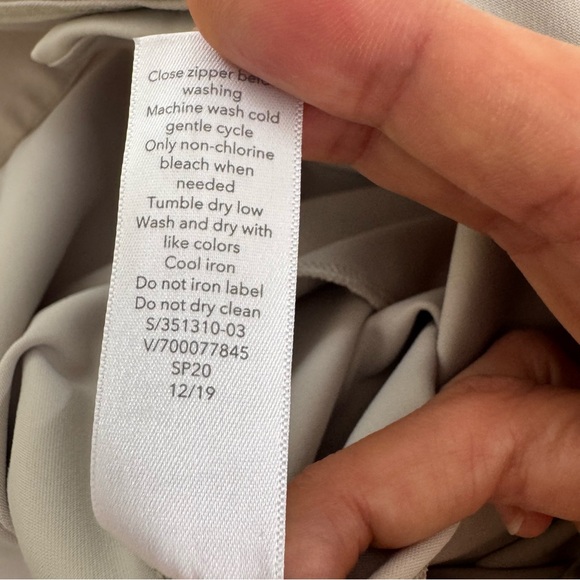 Close zipper before
washing
Machine wash cold
gentle cycle
Only non-chlorine
bleach when
needed
Tumble dry low
Wash and dry with
like colors
Cool iron
Do not iron label
Do not dry clean
S/351310-03
V/700077845
SP20
12/19